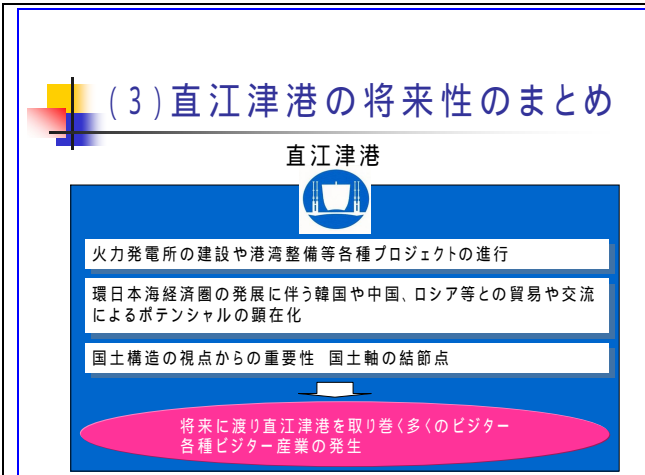 (3)直江津港の将来性のまとめ
直江津港
火力発電所の建設や港湾整備等各種プロジェクトの進行
環日本海経済圏の発展に伴う韓国や中国、ロシア等との貿易や交流
によるポテンシャルの顕在化
国土構造の視点からの重要性 国土軸の結節点
将来に渡り直江津港を取り巻く多くのビジター
各種ビジター産業の発生